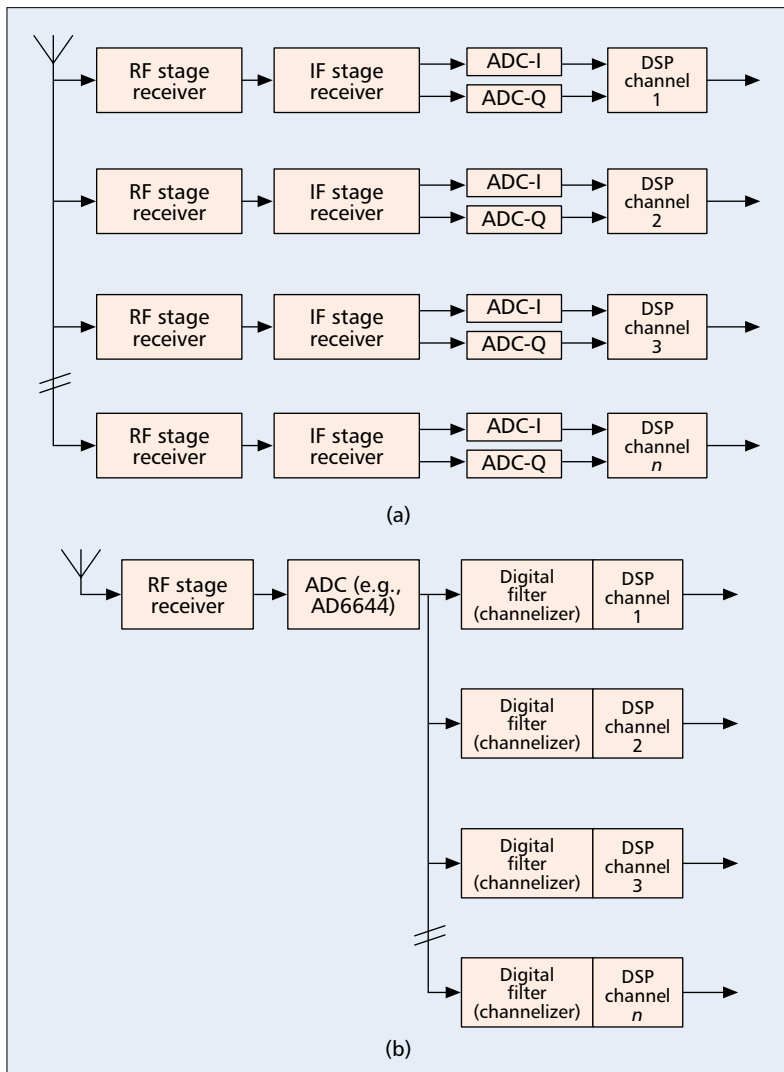 RF stage
receiver
IF stage
receiver
ADC-I
ADC-Q
DSP
channel
1
RF stage
receiver
IF stage
receiver
ADC-I
ADC-Q
DSP
channel
2
RF stage
receiver
IF stage
receiver
ADC-I
ADC-Q
DSP
channel
3
RF stage
receiver
IF stage
receiver
ADC-I
ADC-Q
DSP
channel
n
(a)
RF stage
receiver
ADC (e.g.,
AD6644)
Digital
filter
(channelizer)
DSP
channel
1
Digital
filter
(channelizer)
DSP
channel
2
Digital
filter
(channelizer)
DSP
channel
3
Digital
filter
(channelizer)
DSP
channel
n
(b)